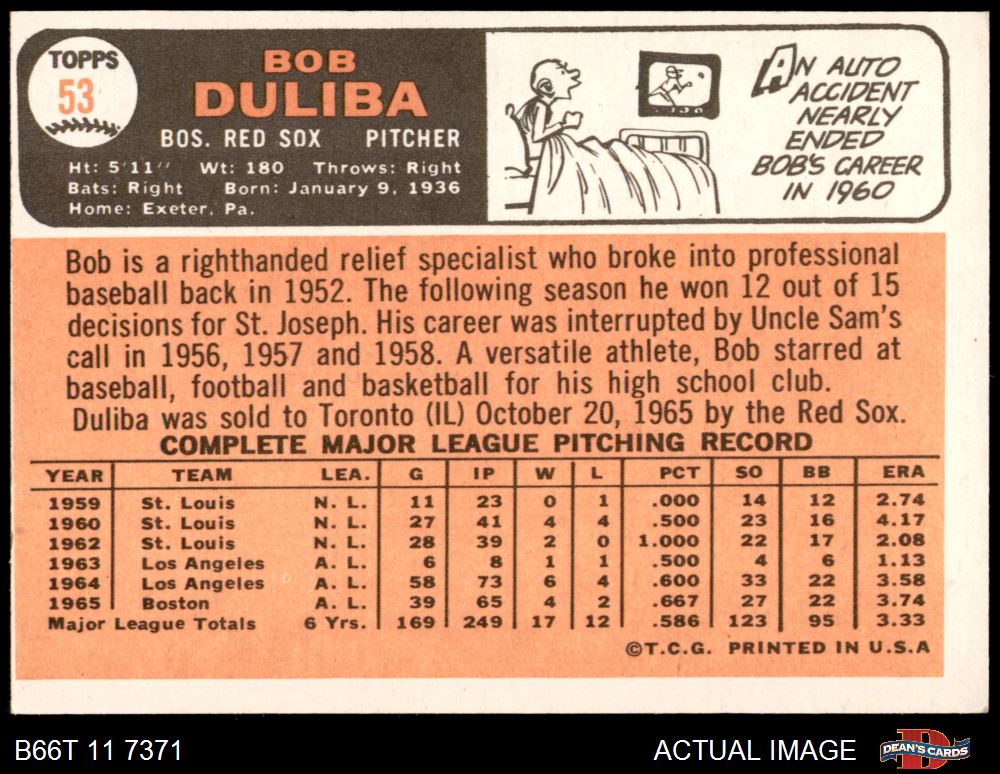 TOPPS
53
BOB
DULIBA
BOS. RED SOX PITCHER
Ht: 5'11" Wt: 180 Throws: Right
Bats: Right Born: January 9, 1936
Home: Exeter, Pa.
AN AUTO
ACCIDENT
NEARLY
ENDED
BOB'S CAREER
IN 1960
Bob is a righthanded relief specialist who broke into professional
baseball back in 1952. The following season he won 12 out of 15
decisions for St. Joseph. His career was interrupted by Uncle Sam's
call in 1956, 1957 and 1958. A versatile athlete, Bob starred at
baseball, football and basketball for his high school club.
Duliba was sold to Toronto (IL) October 20, 1965 by the Red Sox.
COMPLETE MAJOR LEAGUE PITCHING RECORD
YEAR TEAM LEA. G IP W L PCT SO BB ERA
1959 St. Louis N. L. 11 23 0 1 .000 14 12 2.74
1960 St. Louis N. L. 27 41 4 4 .500 23 16 4.17
1962 St. Louis N. L. 28 39 2 0 1.000 22 17 2.08
1963 Los Angeles A. L. 6 8 1 1 .500 4 6 1.13
1964 Los Angeles A. L. 58 73 6 4 .600 33 22 3.58
1965 Boston A. L. 39 65 4 2 .667 27 22 3.74
Major League Totals 6 Yrs. 169 249 17 12 .586 123 95 3.33
©T.C.G. PRINTED IN U.S.A
B66T 11 7371 ACTUAL IMAGE DEAN'S CARDS